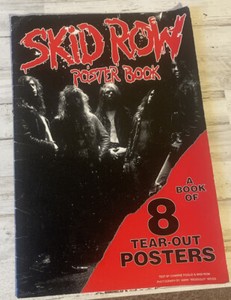 SKID ROW
POSTER BOOK
A
BOOK OF
8
TEAR-OUT
POSTERS